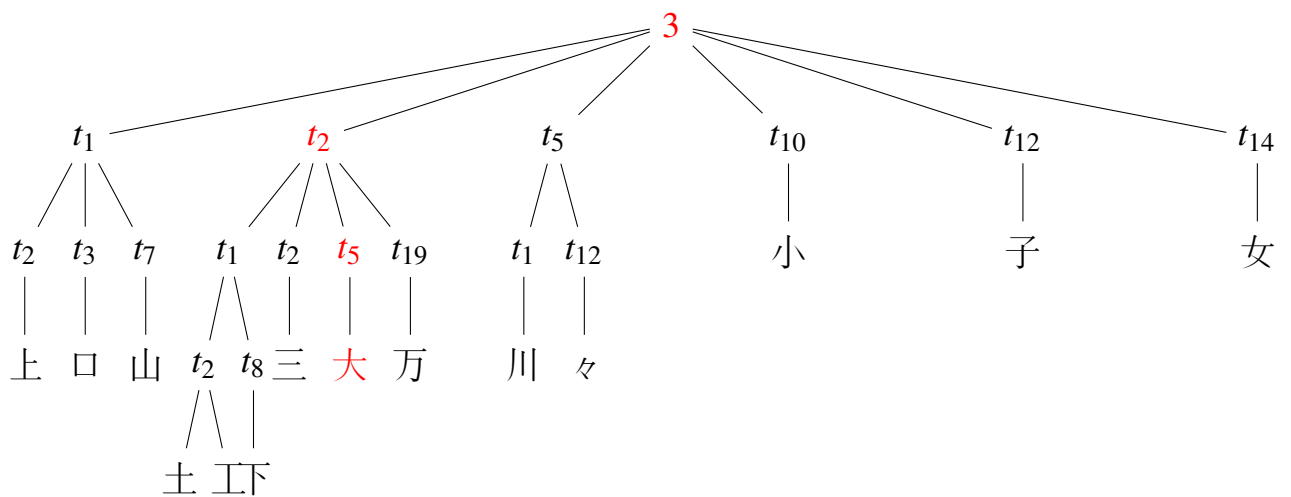 3
t₁ t₂ t₅ t₁₀ t₁₂ t₁₄
t₂ t₃ t₇ t₁ t₂ t₅ t₁₉ t₁ t₁₂ 小 子 女
上 口 山 t₂ t₈ 三 大 万 川 々
土 工 下